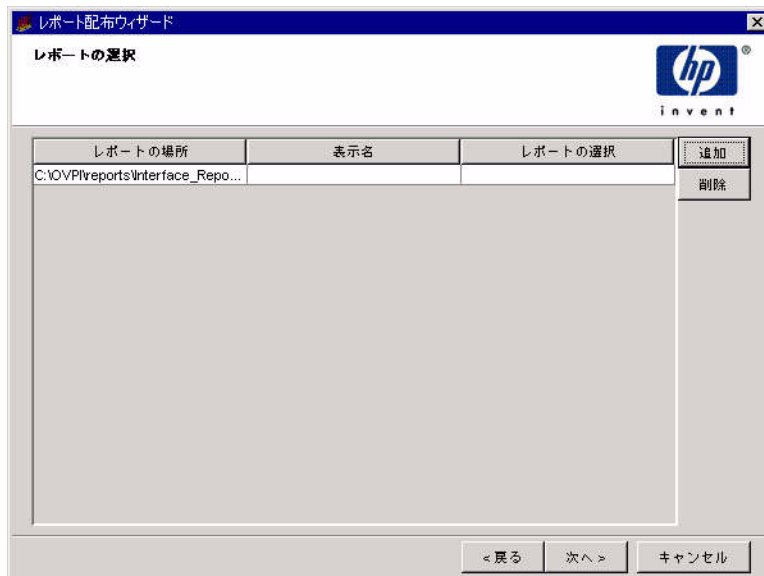 レポート配布ウィザード
レポートの選択
hp
®
invent
レポートの場所 表示名 レポートの選択 追加
C:\OVPI\reports\Interface_Repo...
削除
<戻る 次へ> キャンセル